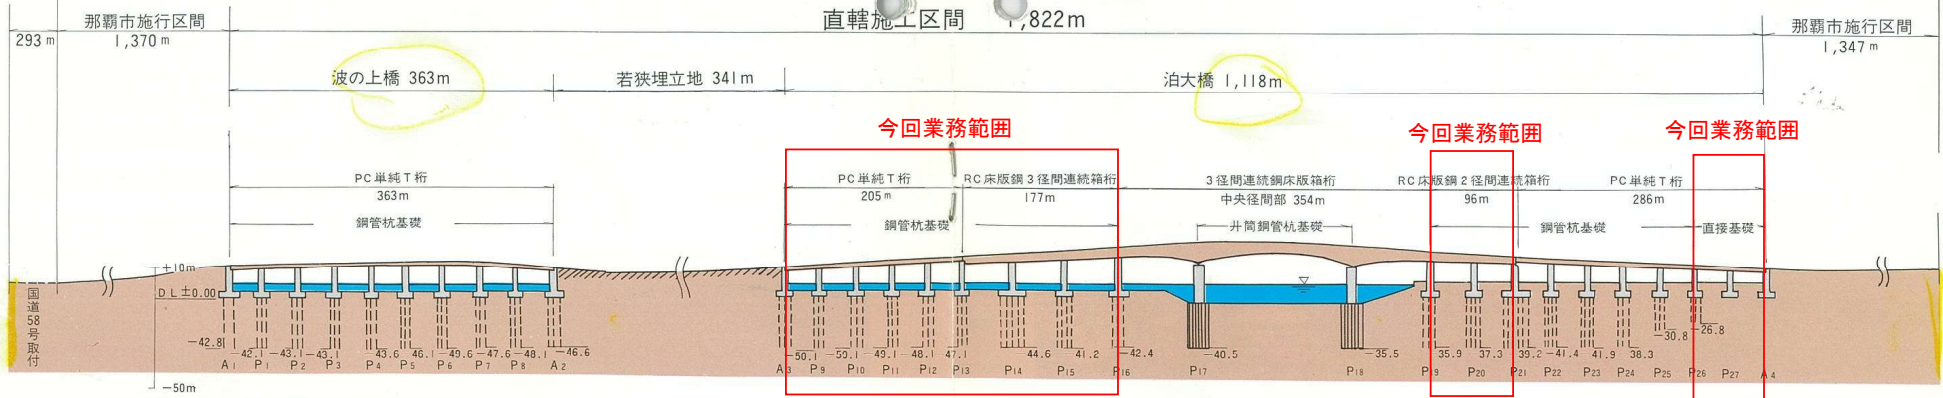 293 m
那覇市施行区間
1,370 m
直轄施工区間 1,822m
那覇市施行区間
1,347 m
波の上橋 363m
若狭埋立地 341m
泊大橋 1,118m
今回業務範囲
今回業務範囲
今回業務範囲
PC単純T桁
363m
鋼管杭基礎
PC単純T桁
205m
RC床版鋼3径間連続箱桁
177m
鋼管杭基礎
3径間連続鋼床版箱桁
中央径間部 354m
井筒鋼管杭基礎
RC床版鋼2径間連続箱桁
96m
PC単純T桁
286m
鋼管杭基礎
直接基礎
+10m
DL±0.00
-50m
国道58号取付
-42.8 -42.1 -43.1 -43.1 -43.6 46.1 -49.6 -47.6 -48.1 -46.6
A1 P1 P2 P3 P4 P5 P6 P7 P8 A2
-50.1 -59.1 -49.1 -48.1 47.1 44.6 41.2 -42.4 -40.5 -35.5 35.9 37.3 39.2 -41.4 41.9 38.3 -30.8 -26.8
A3 P9 P10 P11 P12 P13 P14 P15 P16 P17 P18 P19 P20 P21 P22 P23 P24 P25 P26 P27 A4